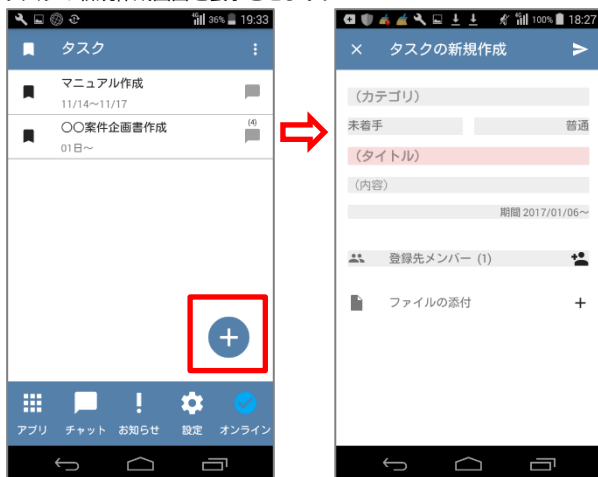 36% 19:33
タスク
マニュアル作成
11/14～11/17
〇〇案件企画書作成
(4)
01日～
アプリ チャット お知らせ 設定 オンライン
100% 18:27
タスクの新規作成
(カテゴリ)
未着手 普通
(タイトル)
(内容)
期間 2017/01/06～
登録先メンバー (1)
ファイルの添付